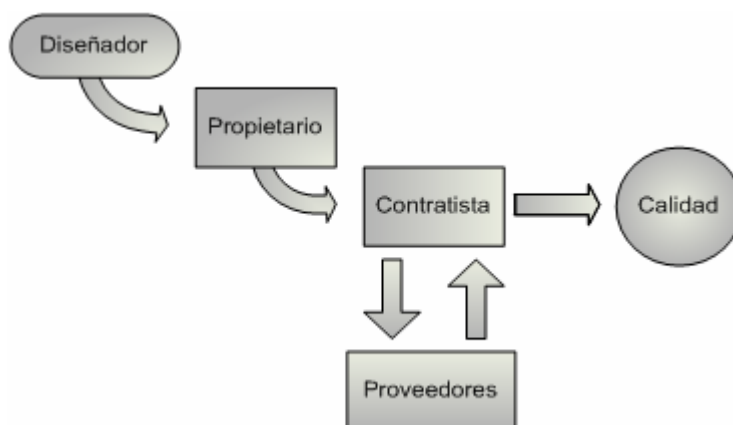 Diseñador
Propietario
Contratista
Calidad
Proveedores